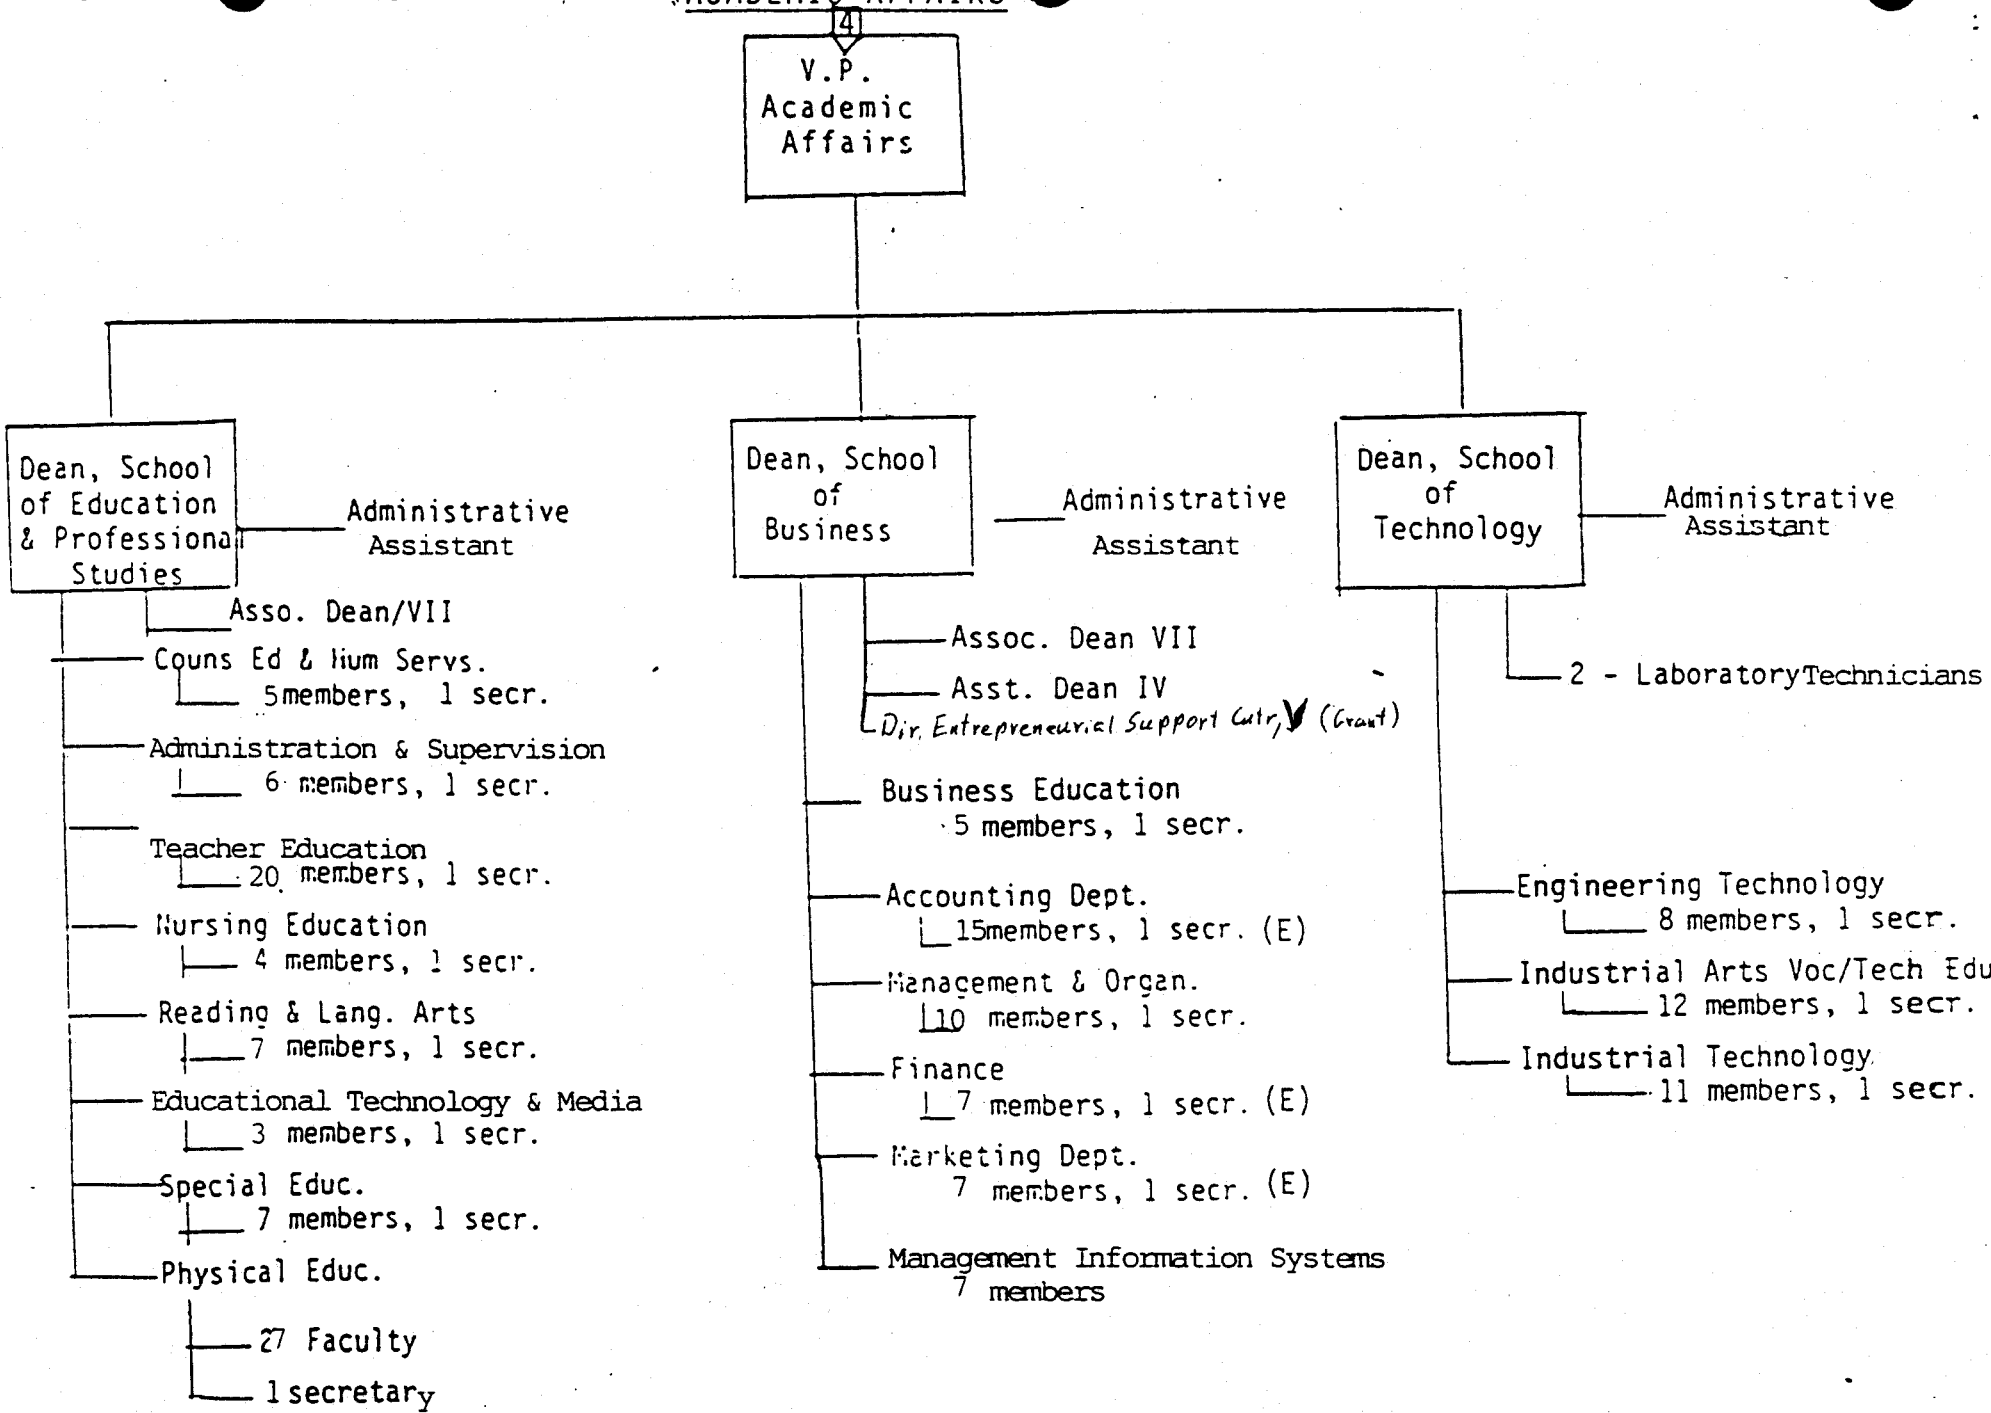 ACADEMIC AFFAIRS
4
V.P.
Academic
Affairs
Dean, School
of Education
& Professional
Studies
Administrative
Assistant
Asso. Dean/VII
Couns Ed & Hum Servs.
5members, 1 secr.
Administration & Supervision
6 members, 1 secr.
Teacher Education
20 members, 1 secr.
Nursing Education
4 members, 1 secr.
Reading & Lang. Arts
7 members, 1 secr.
Educational Technology & Media
3 members, 1 secr.
Special Educ.
7 members, 1 secr.
Physical Educ.
27 Faculty
1 secretary
Dean, School
of
Business
Administrative
Assistant
Assoc. Dean VII
Asst. Dean IV
Dir. Entrepreneurial Support Cntr, V (Grant)
Business Education
5 members, 1 secr.
Accounting Dept.
15members, 1 secr. (E)
Management & Organ.
10 members, 1 secr.
Finance
7 members, 1 secr. (E)
Marketing Dept.
7 members, 1 secr. (E)
Management Information Systems
7 members
Dean, School
of
Technology
Administrative
Assistant
2 - Laboratory Technicians
Engineering Technology
8 members, 1 secr.
Industrial Arts Voc/Tech Edu
12 members, 1 secr.
Industrial Technology
11 members, 1 secr.